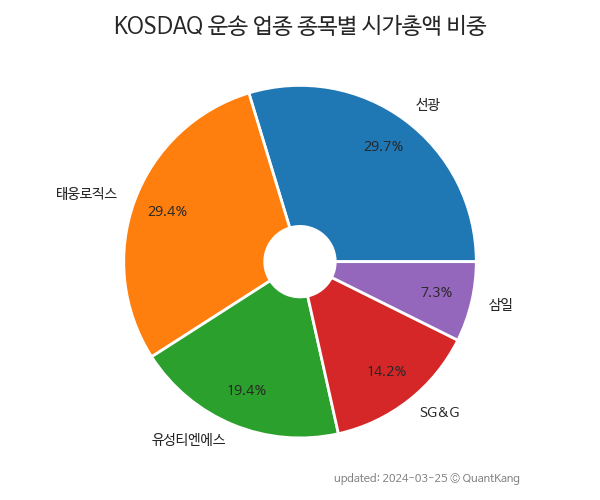 KOSDAQ 운송 업종 종목별 시가총액 비중
선광
29.7%
태웅로직스
29.4%
7.3%
삼일
14.2%
19.4%
SG&G
유성티엔에스
updated: 2024-03-25 © QuantKang